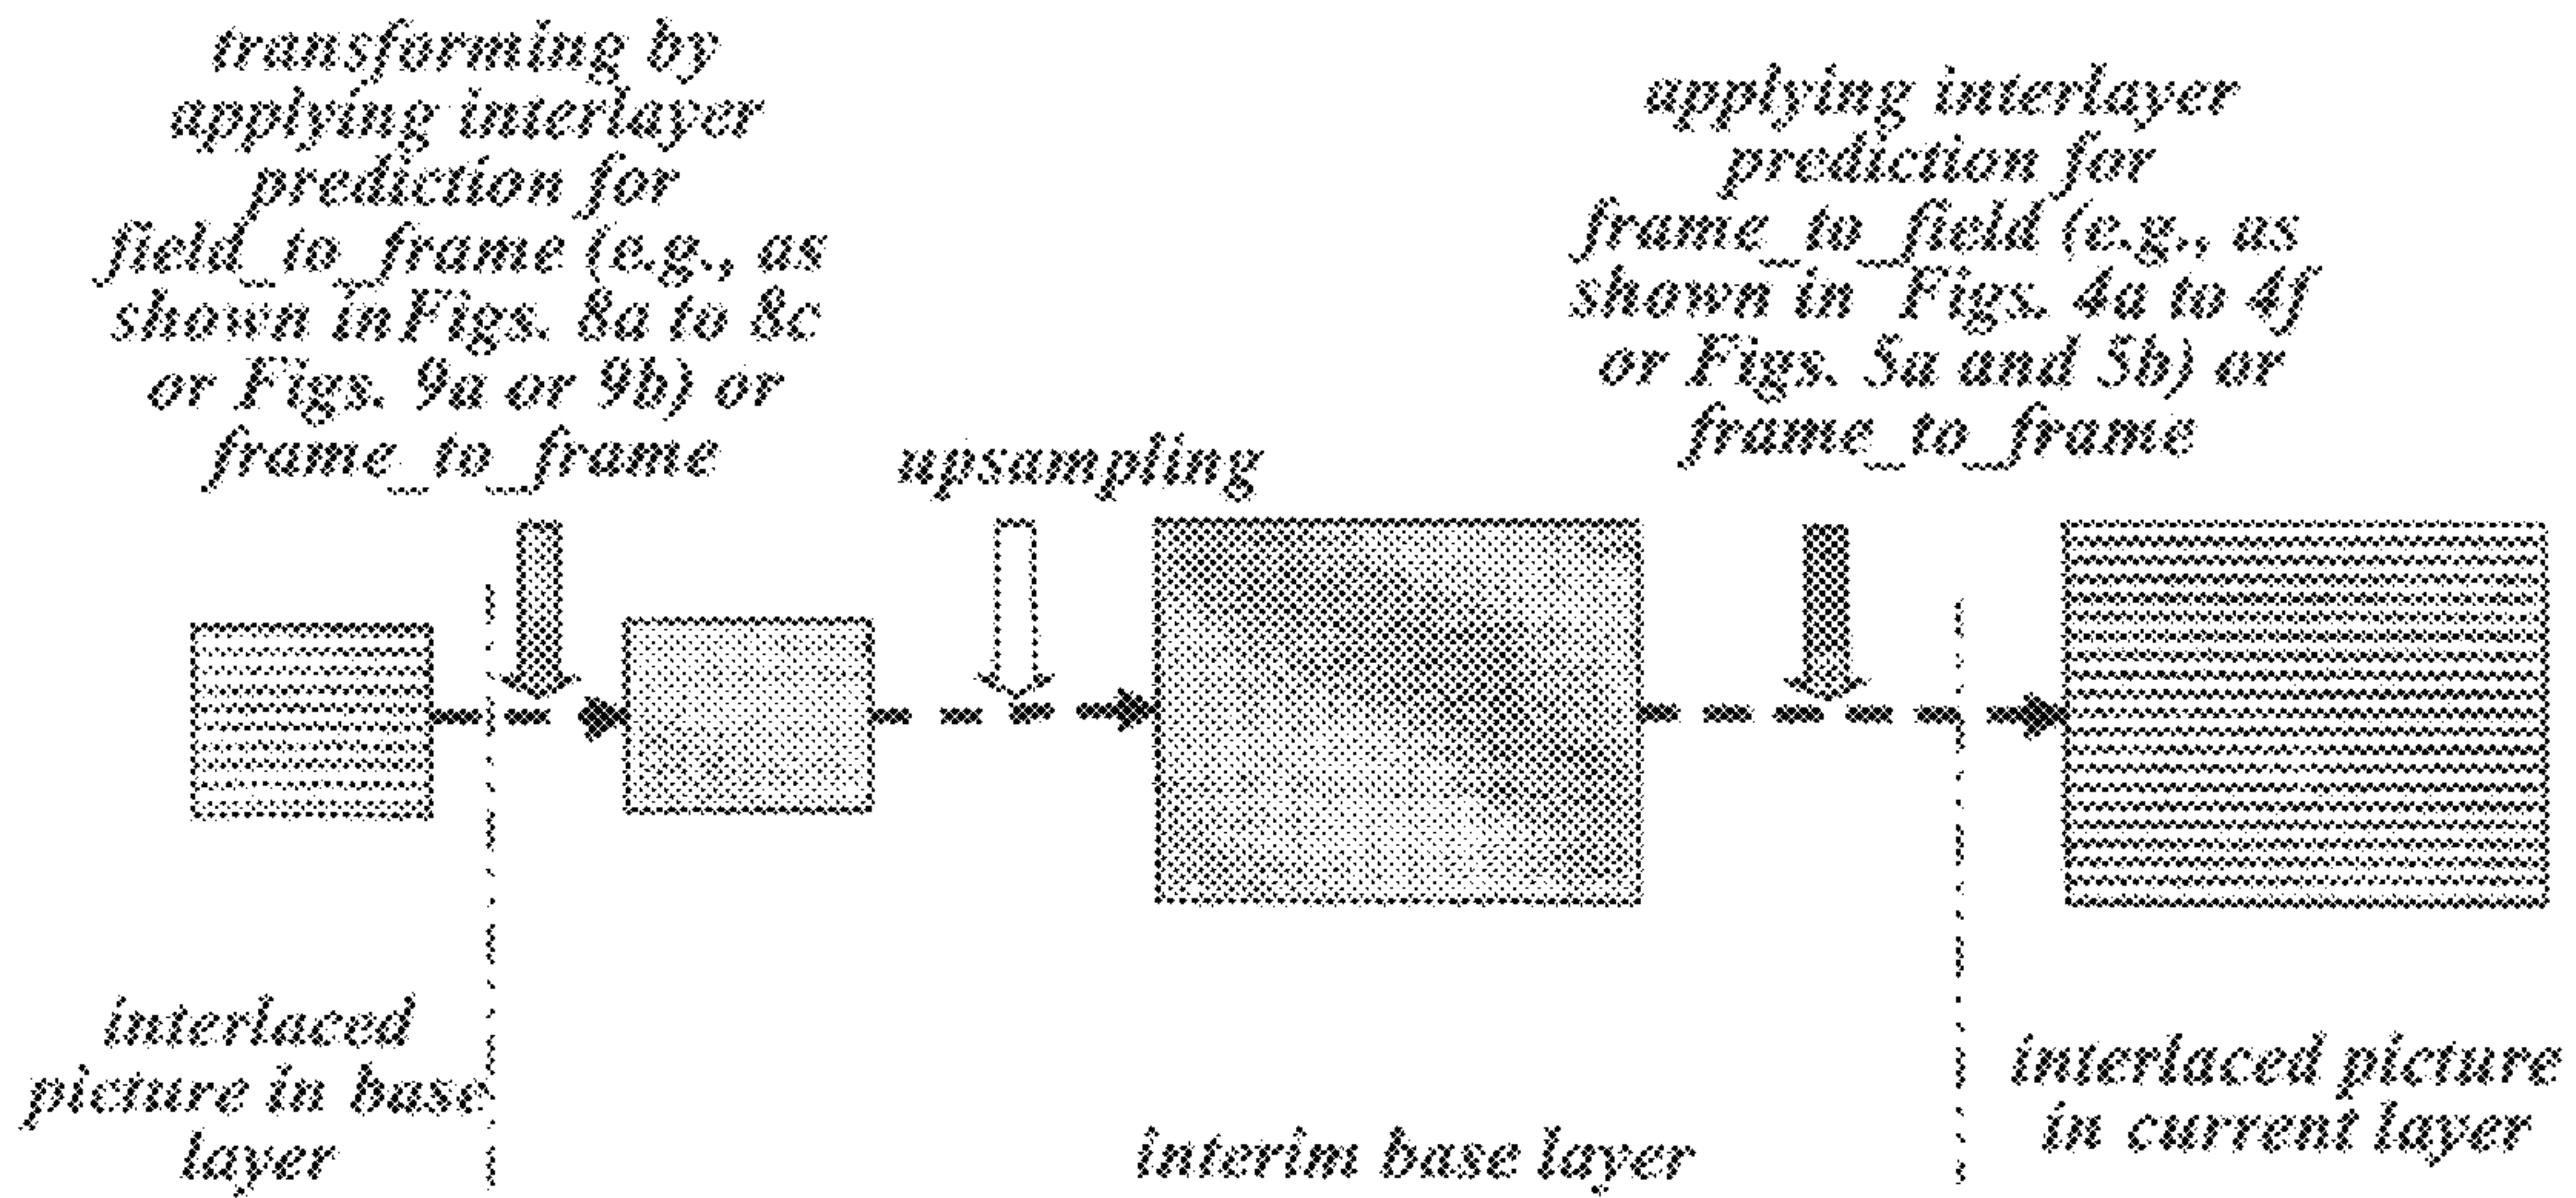 transforming by
applying interlayer
prediction for
field_to_frame (e.g., as
shown in Figs. 8a to 8c
or Figs. 9a or 9b) or
frame_to_frame
upsampling
applying interlayer
prediction for
frame_to_field (e.g., as
shown in Figs. 4a to 4f
or Figs. 5a and 5b) or
frame_to_frame
interlaced
picture in base
layer
interim base layer
interlaced picture
in current layer